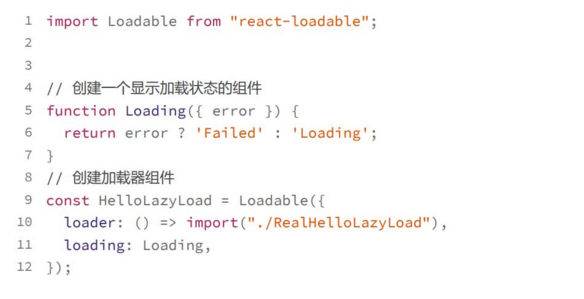 1 import Loadable from "react-loadable";
2
3
4 // 创建一个显示加载状态的组件
5 function Loading({ error }) {
6   return error ? 'Failed' : 'Loading';
7 }
8 // 创建加载器组件
9 const HelloLazyLoad = Loadable({
10   loader: () => import("./RealHelloLazyLoad"),
11   loading: Loading,
12 });